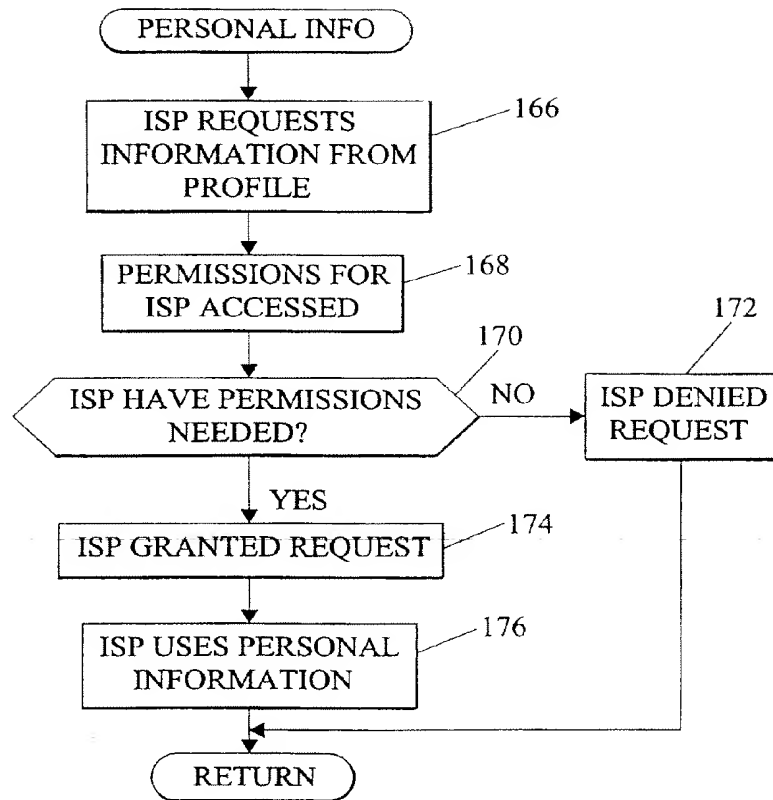 PERSONAL INFO
ISP REQUESTS
INFORMATION FROM
PROFILE
166
PERMISSIONS FOR
ISP ACCESSED
168
ISP HAVE PERMISSIONS
NEEDED?
170
NO
172
ISP DENIED
REQUEST
YES
ISP GRANTED REQUEST
174
ISP USES PERSONAL
INFORMATION
176
RETURN